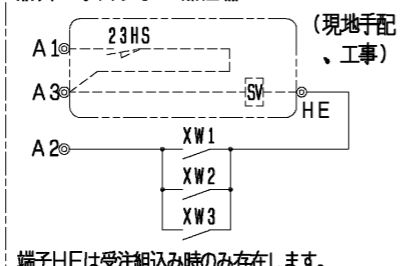 23HS
(現地手配
、工事)
A1
A3
SV
HE
A2
XW1
XW2
XW3
端子HEは受注組込み時のみ存在します。